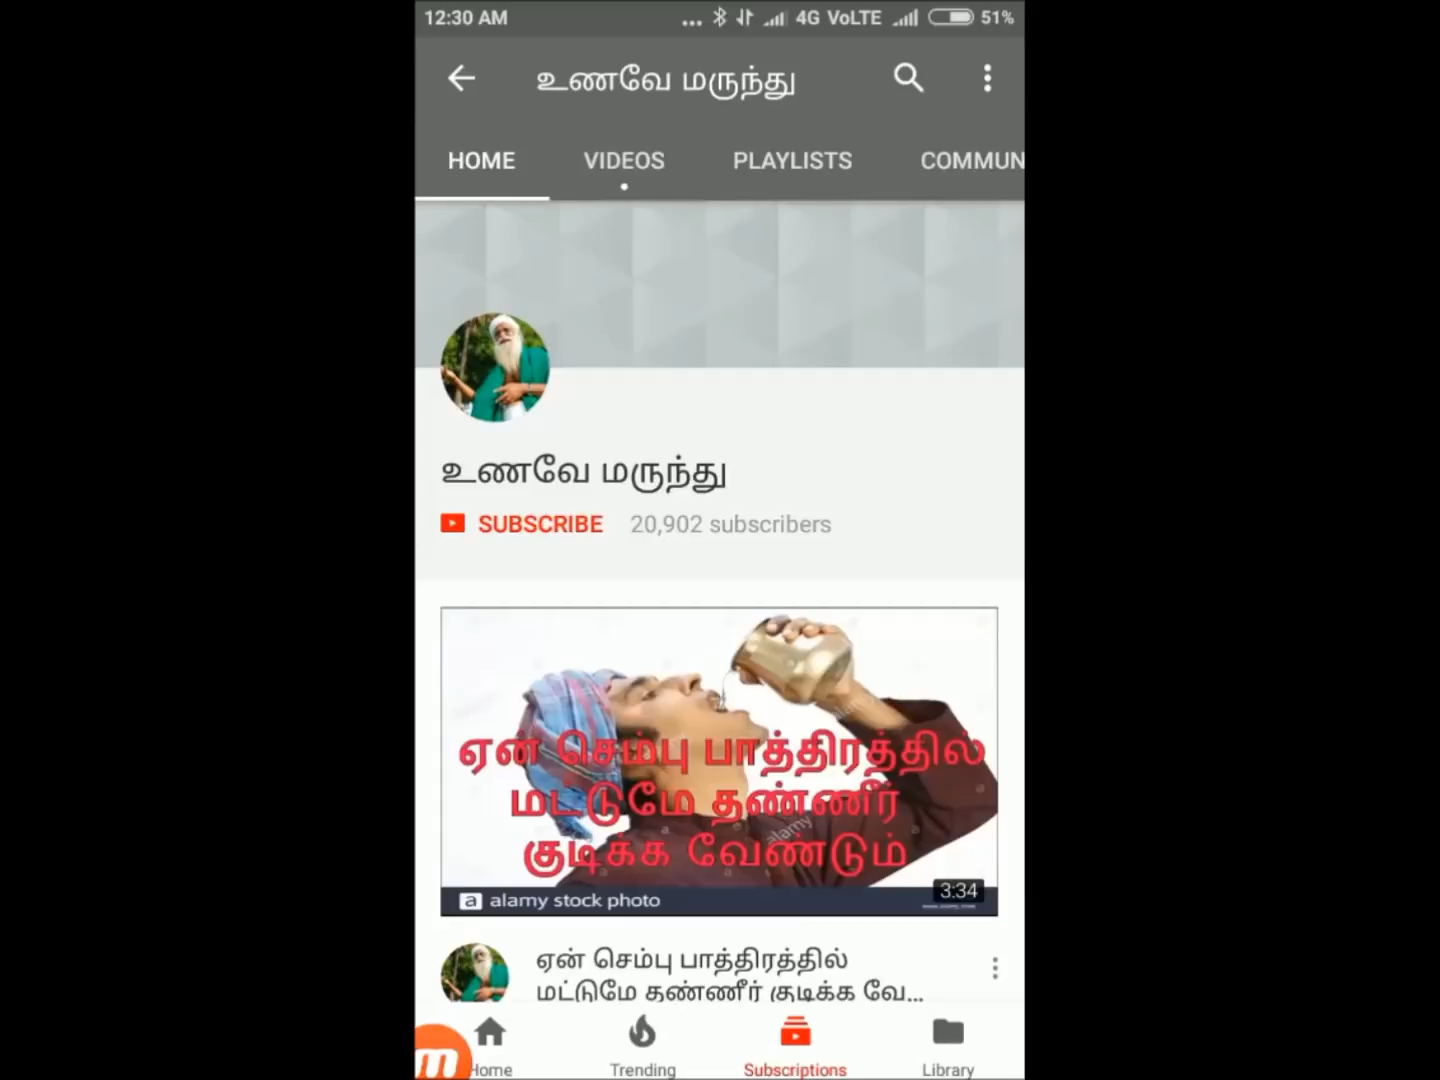 12:30 AM ... 4G VoLTE 51%
உணவே மருந்து
HOME VIDEOS PLAYLISTS COMMUN
உணவே மருந்து
SUBSCRIBE 20,902 subscribers
ஏன் செம்பு பாத்திரத்தில்
மட்டுமே தண்ணீர்
குடிக்க வேண்டும்
alamy
a alamy stock photo
3:34
ஏன் செம்பு பாத்திரத்தில்
மட்டுமே தண்ணீர் குடிக்க வே...
Home Trending Subscriptions Library